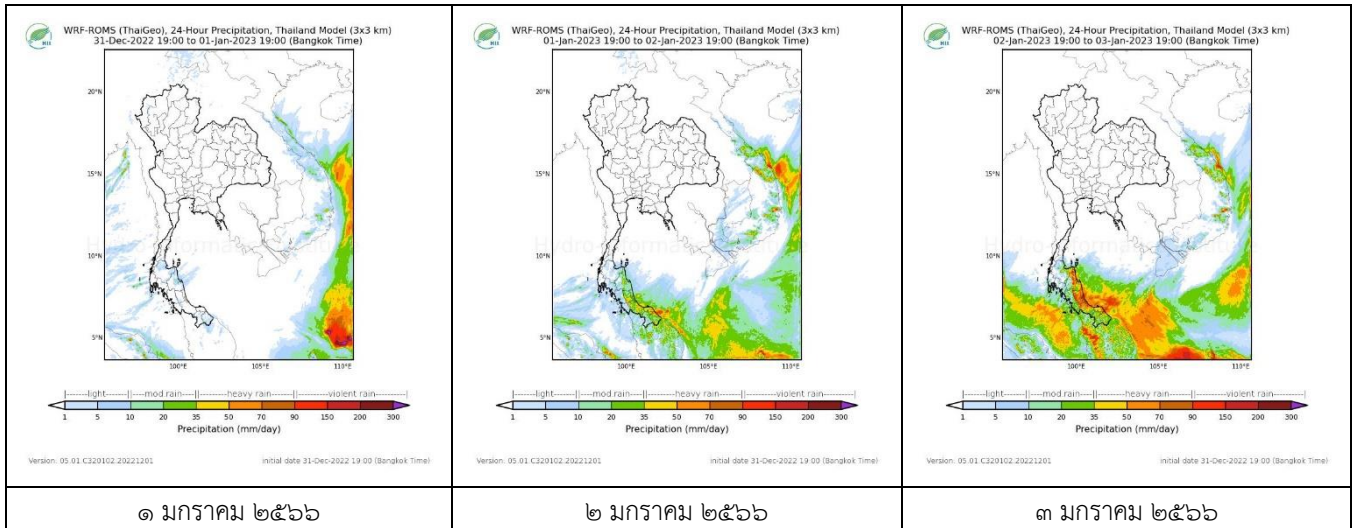 WRF-ROMS (ThaiGeo), 24-Hour Precipitation, Thailand Model (3x3 km)
31-Dec-2022 19:00 to 01-Jan-2023 19:00 (Bangkok Time)
20°N
15°N
10°N
5°N
100°E
105°E
110°E
light mod.rain heavy rain violent rain
1 5 10 20 35 50 70 90 150 200 300
Precipitation (mm/day)
Version: 05.01.C320102.20221201
initial date 31-Dec-2022 19:00 (Bangkok Time)
๑ มกราคม ๒๕๖๖
WRF-ROMS (ThaiGeo), 24-Hour Precipitation, Thailand Model (3x3 km)
01-Jan-2023 19:00 to 02-Jan-2023 19:00 (Bangkok Time)
20°N
15°N
10°N
5°N
100°E
105°E
110°E
light mod.rain heavy rain violent rain
1 5 10 20 35 50 70 90 150 200 300
Precipitation (mm/day)
Version: 05.01.C320102.20221201
initial date 31-Dec-2022 19:00 (Bangkok Time)
๒ มกราคม ๒๕๖๖
WRF-ROMS (ThaiGeo), 24-Hour Precipitation, Thailand Model (3x3 km)
02-Jan-2023 19:00 to 03-Jan-2023 19:00 (Bangkok Time)
20°N
15°N
10°N
5°N
100°E
105°E
110°E
light mod.rain heavy rain violent rain
1 5 10 20 35 50 70 90 150 200 300
Precipitation (mm/day)
Version: 05.01.C320102.20221201
initial date 31-Dec-2022 19:00 (Bangkok Time)
๓ มกราคม ๒๕๖๖